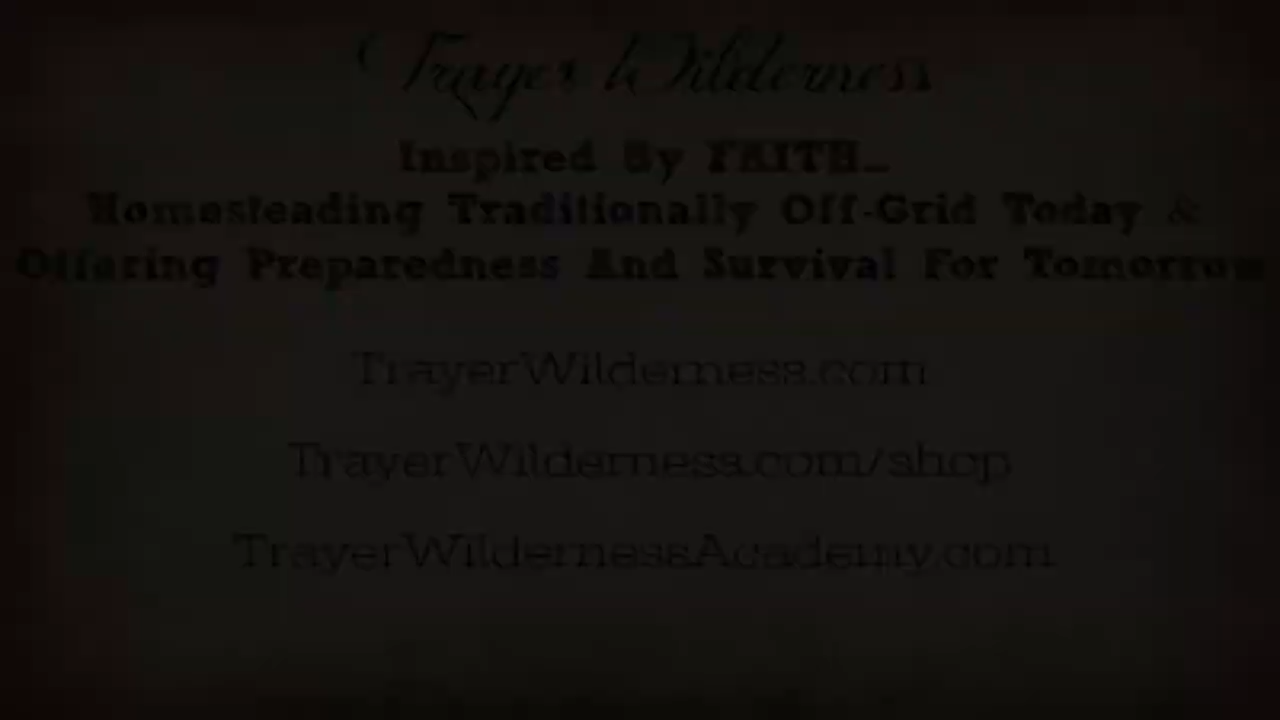 Trayer Wilderness
Inspired By FAITH...
Homesteading Traditionally Off-Grid Today &
Offering Preparedness And Survival For Tomorrow
TrayerWilderness.com
TrayerWilderness.com/shop
TrayerWildernessAcademy.com